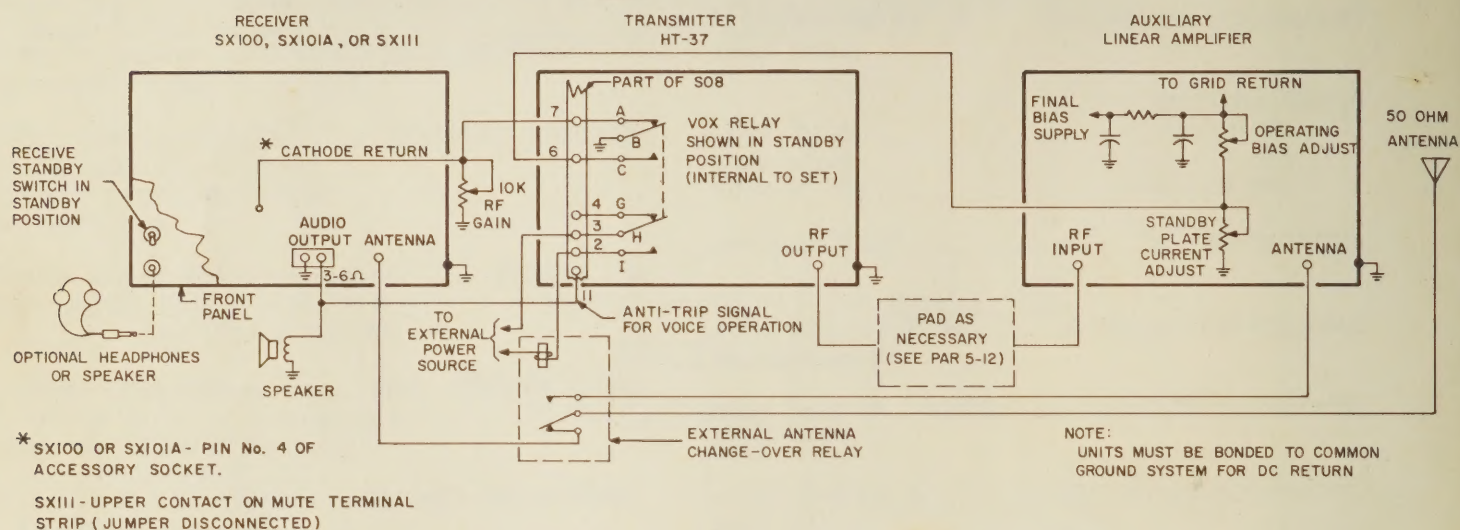 RECEIVER
SX100, SX101A, OR SX111
TRANSMITTER
HT-37
AUXILIARY
LINEAR AMPLIFIER
RECEIVE
STANDBY
SWITCH IN
STANDBY
POSITION
* CATHODE RETURN
AUDIO
OUTPUT
3-6Ω
ANTENNA
10K
RF
GAIN
FRONT
PANEL
OPTIONAL HEADPHONES
OR SPEAKER
SPEAKER
PART OF SO8
7
A
B
6
C
4
G
3
H
2
I
11
VOX RELAY
SHOWN IN STANDBY
POSITION
(INTERNAL TO SET)
RF
OUTPUT
ANTI-TRIP SIGNAL
FOR VOICE OPERATION
TO
EXTERNAL
POWER
SOURCE
EXTERNAL ANTENNA
CHANGE-OVER RELAY
PAD AS
NECESSARY
(SEE PAR 5-12)
TO GRID RETURN
FINAL
BIAS
SUPPLY
OPERATING
BIAS ADJUST
STANDBY
PLATE
CURRENT
ADJUST
RF
INPUT
ANTENNA
50 OHM
ANTENNA
* SX100 OR SX101A- PIN No. 4 OF
ACCESSORY SOCKET.
SX111-UPPER CONTACT ON MUTE TERMINAL
STRIP (JUMPER DISCONNECTED)
NOTE:
UNITS MUST BE BONDED TO COMMON
GROUND SYSTEM FOR DC RETURN